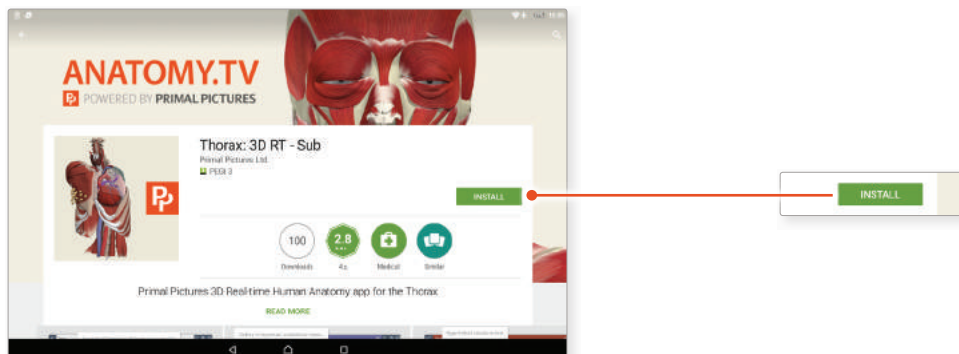 ANATOMY.TV
POWERED BY PRIMAL PICTURES
Thorax: 3D RT - Sub
Primal Pictures Ltd
PEGI 3
INSTALL
INSTALL
100
2.8
Downloads
Medical
Similar
Primal Pictures 3D Real-time Human Anatomy app for the Thorax
READ MORE